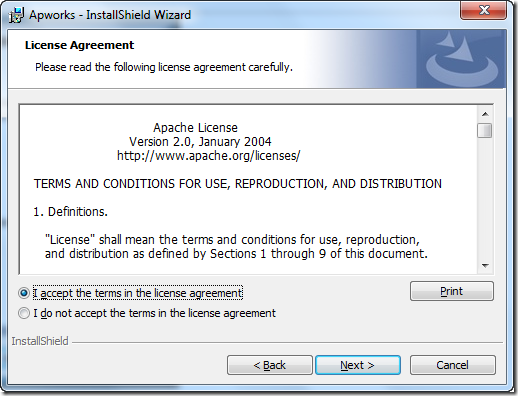 Apworks - InstallShield Wizard
License Agreement
Please read the following license agreement carefully.
Apache License
Version 2.0, January 2004
http://www.apache.org/licenses/
TERMS AND CONDITIONS FOR USE, REPRODUCTION, AND DISTRIBUTION
1. Definitions.
"License" shall mean the terms and conditions for use, reproduction,
and distribution as defined by Sections 1 through 9 of this document.
I accept the terms in the license agreement
Print
I do not accept the terms in the license agreement
InstallShield
< Back
Next >
Cancel